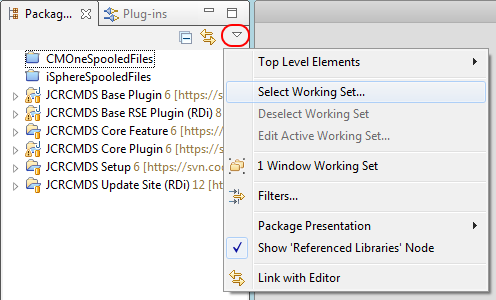 Packag...
Plug-ins
CMOneSpooledFiles
iSphereSpooledFiles
JCRCMDS Base Plugin 6 [https://s
JCRCMDS Base RSE Plugin (RDi) 8
JCRCMDS Core Feature 6 [https://
JCRCMDS Core Plugin 6 [https://s
JCRCMDS Setup 6 [https://svn.co
JCRCMDS Update Site (RDi) 12 [ht
Top Level Elements
Select Working Set...
Deselect Working Set
Edit Active Working Set...
1 Window Working Set
Filters...
Package Presentation
Show 'Referenced Libraries' Node
Link with Editor